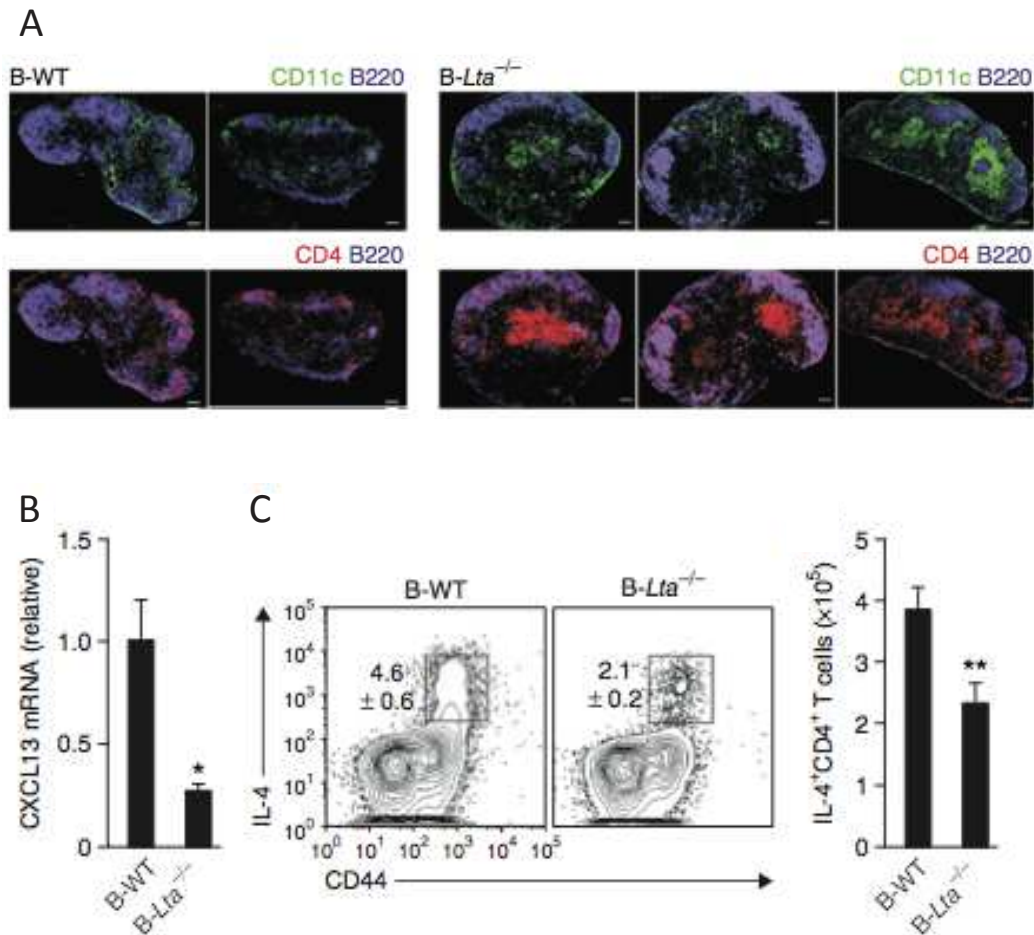 A
B-WT
CD11c B220
B-Lta−/−
CD11c B220
CD4 B220
CD4 B220
B
CXCL13 mRNA (relative)
1.5
1.0
0.5
0
*
B-WT
B-Lta−/−
C
B-WT
B-Lta−/−
IL-4
10^5
10^4
10^3
10^2
10^1
10^0
4.6
± 0.6
2.1
± 0.2
10^0 10^1 10^2 10^3 10^4 10^5
CD44
IL-4+CD4+ T cells (×10^5)
5
4
3
2
1
0
**
B-WT
B-Lta−/−